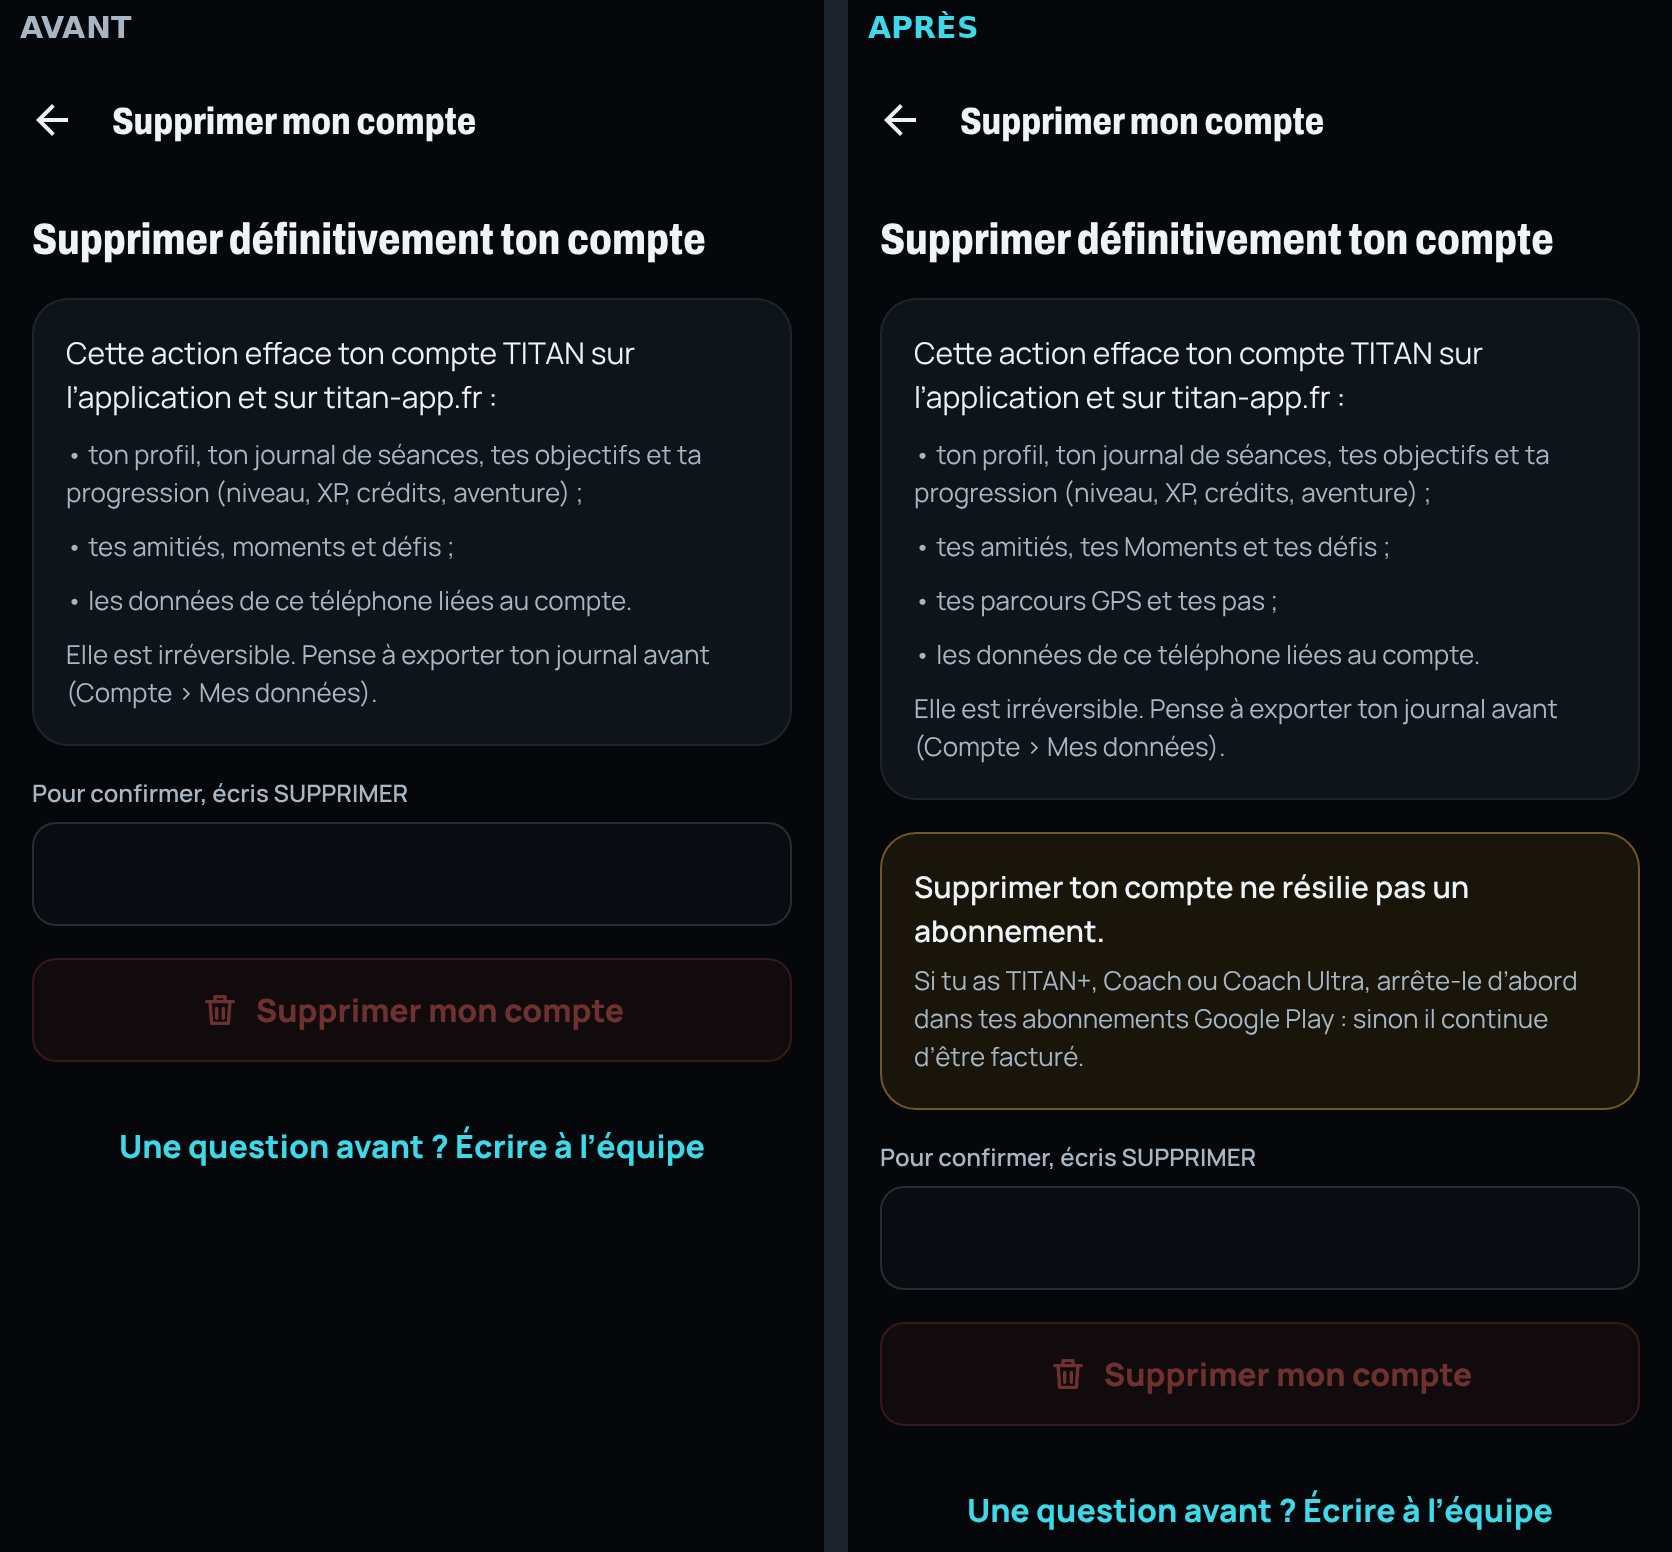 AVANT
Supprimer mon compte
Supprimer définitivement ton compte
Cette action efface ton compte TITAN sur
l’application et sur titan-app.fr :
• ton profil, ton journal de séances, tes objectifs et ta
progression (niveau, XP, crédits, aventure) ;
• tes amitiés, moments et défis ;
• les données de ce téléphone liées au compte.
Elle est irréversible. Pense à exporter ton journal avant
(Compte > Mes données).
Pour confirmer, écris SUPPRIMER
Supprimer mon compte
Une question avant ? Écrire à l’équipe
APRÈS
Supprimer mon compte
Supprimer définitivement ton compte
Cette action efface ton compte TITAN sur
l’application et sur titan-app.fr :
• ton profil, ton journal de séances, tes objectifs et ta
progression (niveau, XP, crédits, aventure) ;
• tes amitiés, tes Moments et tes défis ;
• tes parcours GPS et tes pas ;
• les données de ce téléphone liées au compte.
Elle est irréversible. Pense à exporter ton journal avant
(Compte > Mes données).
Supprimer ton compte ne résilie pas un
abonnement.
Si tu as TITAN+, Coach ou Coach Ultra, arrête-le d’abord
dans tes abonnements Google Play : sinon il continue
d’être facturé.
Pour confirmer, écris SUPPRIMER
Supprimer mon compte
Une question avant ? Écrire à l’équipe